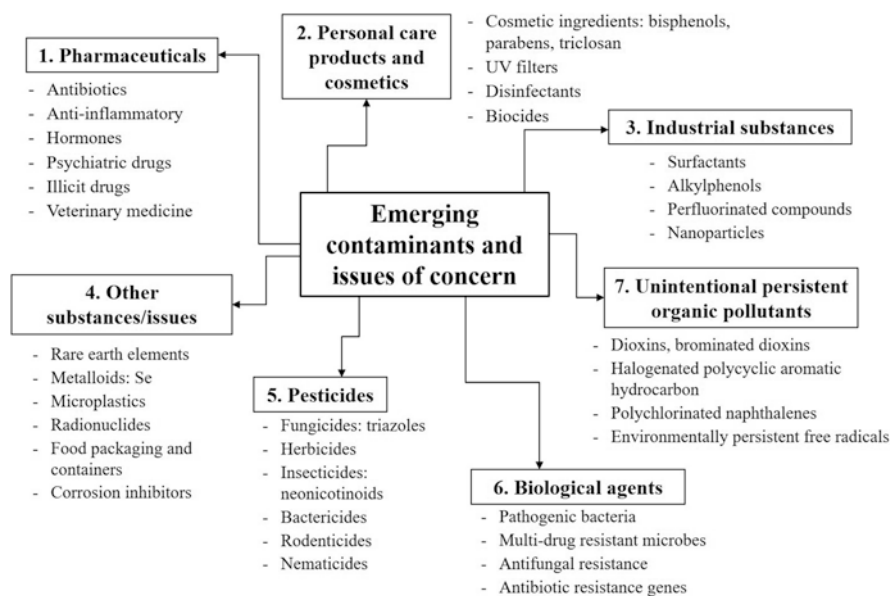 1. Pharmaceuticals
- Antibiotics
- Anti-inflammatory
- Hormones
- Psychiatric drugs
- Illicit drugs
- Veterinary medicine
2. Personal care
products and
cosmetics
- Cosmetic ingredients: bisphenols,
parabens, triclosan
- UV filters
- Disinfectants
- Biocides
3. Industrial substances
- Surfactants
- Alkylphenols
- Perfluorinated compounds
- Nanoparticles
Emerging
contaminants and
issues of concern
4. Other
substances/issues
- Rare earth elements
- Metalloids: Se
- Microplastics
- Radionuclides
- Food packaging and
containers
- Corrosion inhibitors
5. Pesticides
- Fungicides: triazoles
- Herbicides
- Insecticides:
neonicotinoids
- Bactericides
- Rodenticides
- Nematicides
6. Biological agents
- Pathogenic bacteria
- Multi-drug resistant microbes
- Antifungal resistance
- Antibiotic resistance genes
7. Unintentional persistent
organic pollutants
- Dioxins, brominated dioxins
- Halogenated polycyclic aromatic
hydrocarbon
- Polychlorinated naphthalenes
- Environmentally persistent free radicals